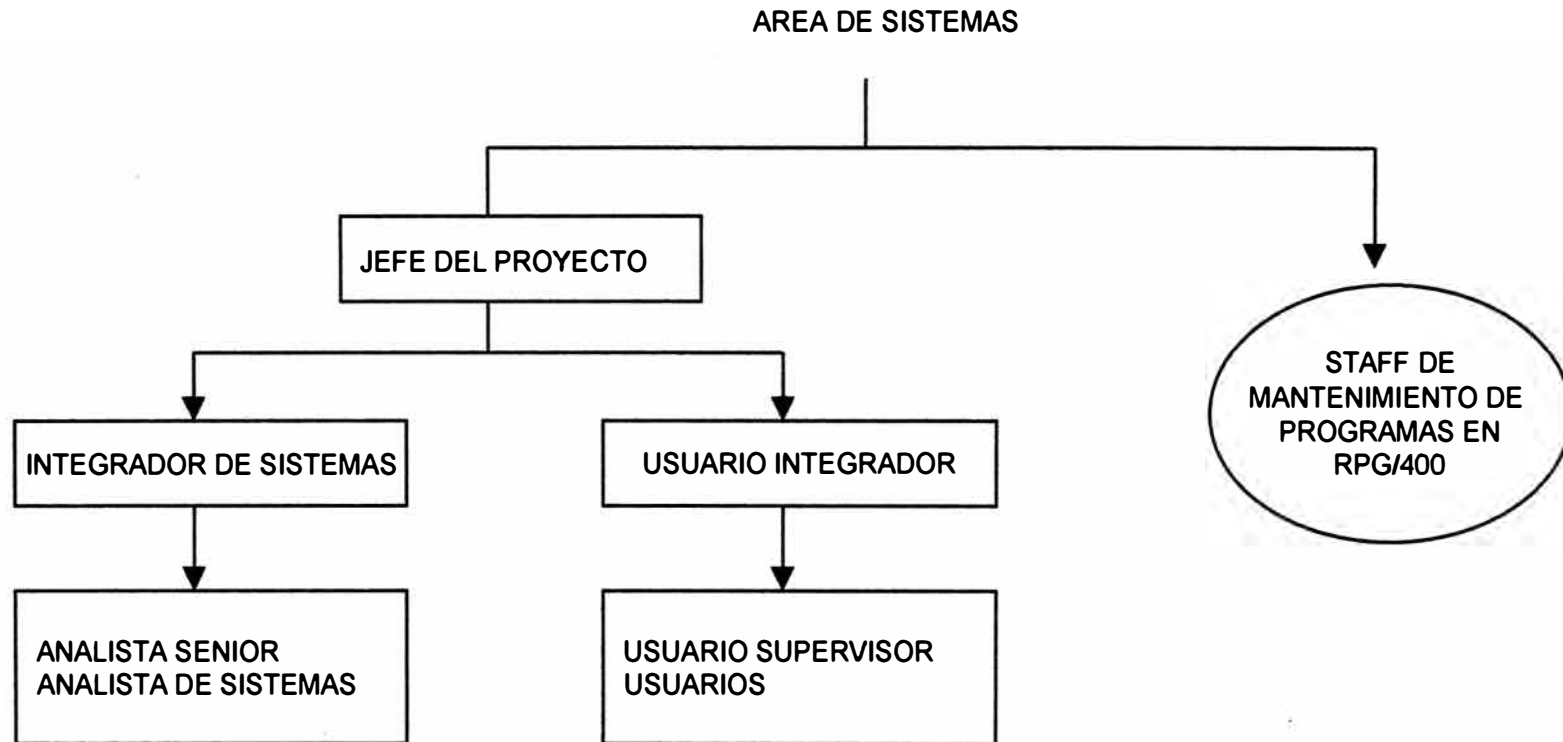 AREA DE SISTEMAS
JEFE DEL PROYECTO
INTEGRADOR DE SISTEMAS
USUARIO INTEGRADOR
STAFF DE
MANTENIMIENTO DE
PROGRAMAS EN
RPG/400
ANALISTA SENIOR
ANALISTA DE SISTEMAS
USUARIO SUPERVISOR
USUARIOS